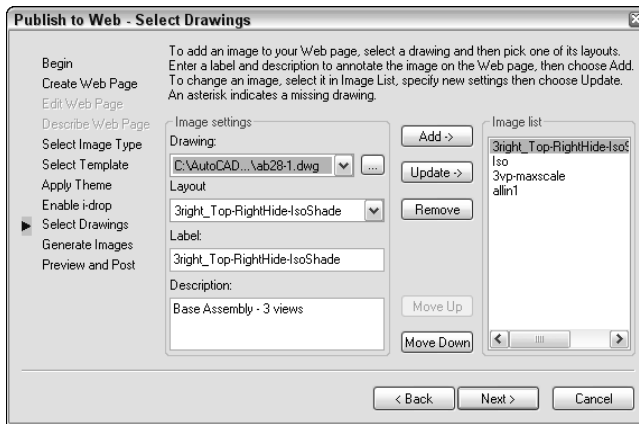 Publish to Web - Select Drawings
Begin
Create Web Page
Edit Web Page
Describe Web Page
Select Image Type
Select Template
Apply Theme
Enable i-drop
Select Drawings
Generate Images
Preview and Post
To add an image to your Web page, select a drawing and then pick one of its layouts.
Enter a label and description to annotate the image on the Web page, then choose Add.
To change an image, select it in Image List, specify new settings then choose Update.
An asterisk indicates a missing drawing.
Image settings
Drawing:
C:\AutoCAD...\ab28-1.dwg
...
Layout
3right_Top-RightHide-IsoShade
Label:
3right_Top-RightHide-IsoShade
Description:
Base Assembly - 3 views
Add ->
Update ->
Remove
Move Up
Move Down
Image list
3right_Top-RightHide-IsoS
Iso
3vp-maxscale
allin1
< Back
Next >
Cancel